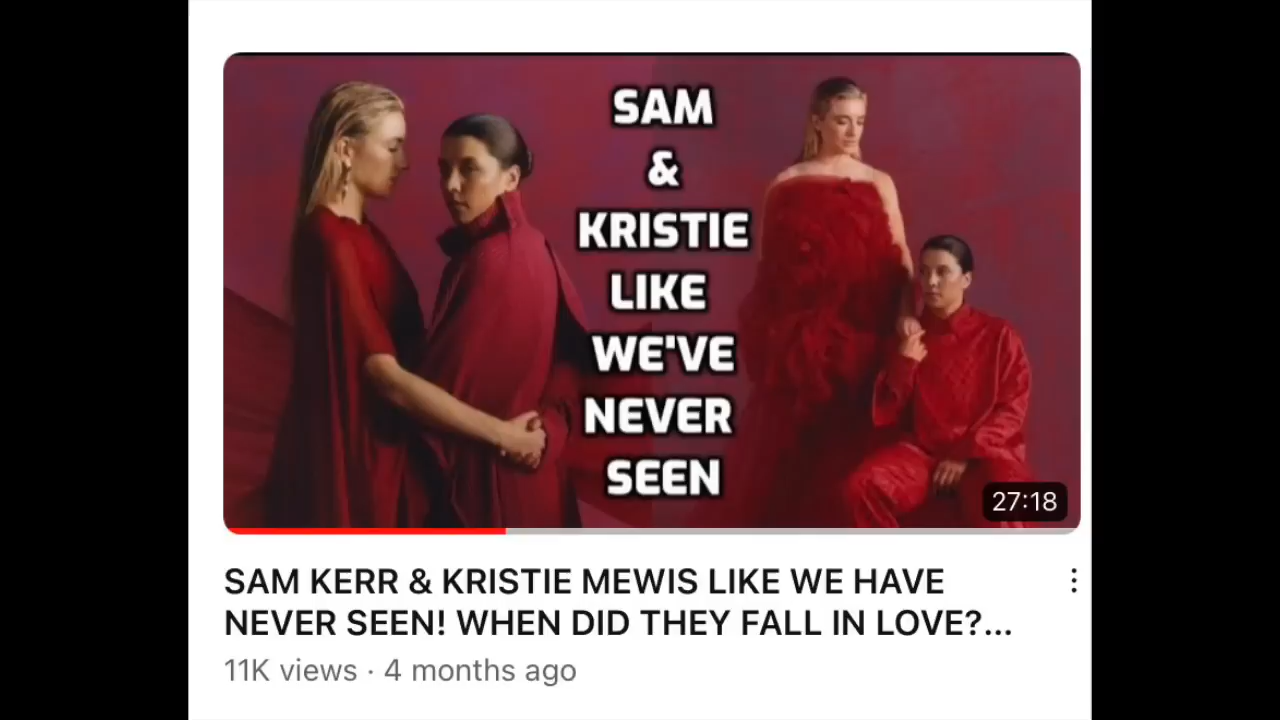 SAM
&
KRISTIE
LIKE
WE'VE
NEVER
SEEN
27:18
SAM KERR & KRISTIE MEWIS LIKE WE HAVE
NEVER SEEN! WHEN DID THEY FALL IN LOVE?...
11K views · 4 months ago